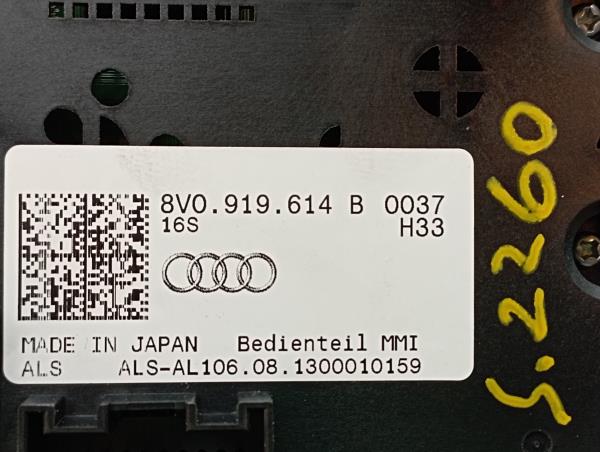 8V0.919.614 B 0037
16S H33
MADE IN JAPAN Bedienteil MMI
ALS ALS-AL106.08.1300010159
S.2260